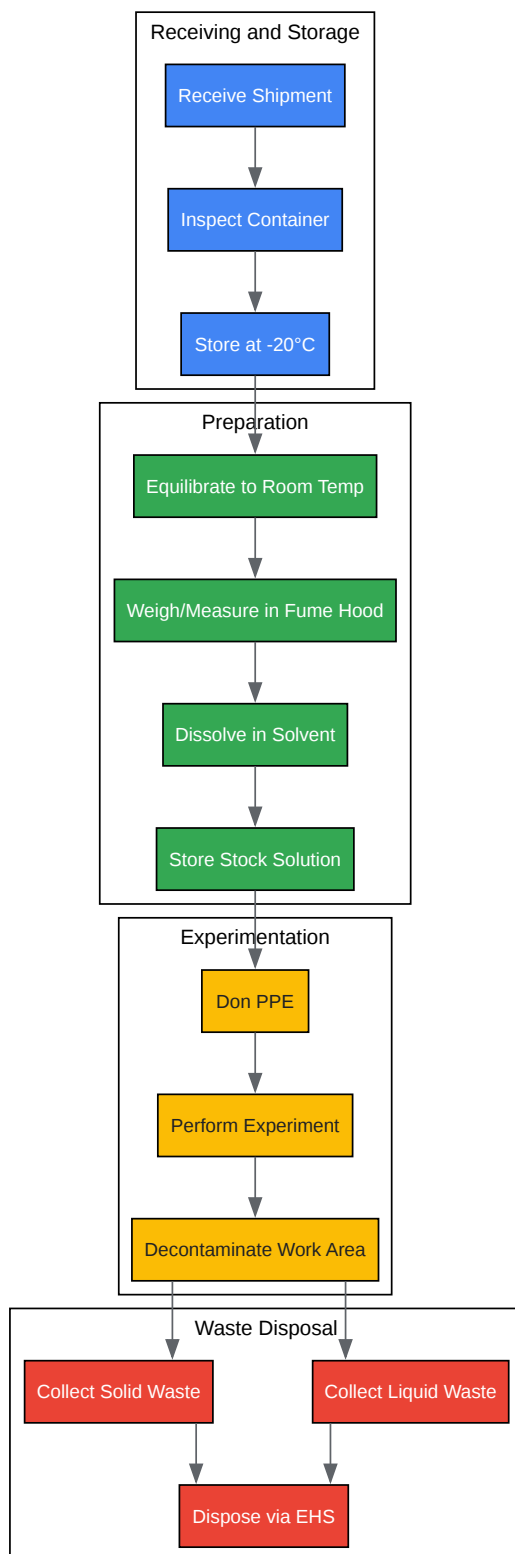 Receiving and Storage
Receive Shipment
Inspect Container
Store at -20°C
Preparation
Equilibrate to Room Temp
Weigh/Measure in Fume Hood
Dissolve in Solvent
Store Stock Solution
Experimentation
Don PPE
Perform Experiment
Decontaminate Work Area
Waste Disposal
Collect Solid Waste
Collect Liquid Waste
Dispose via EHS